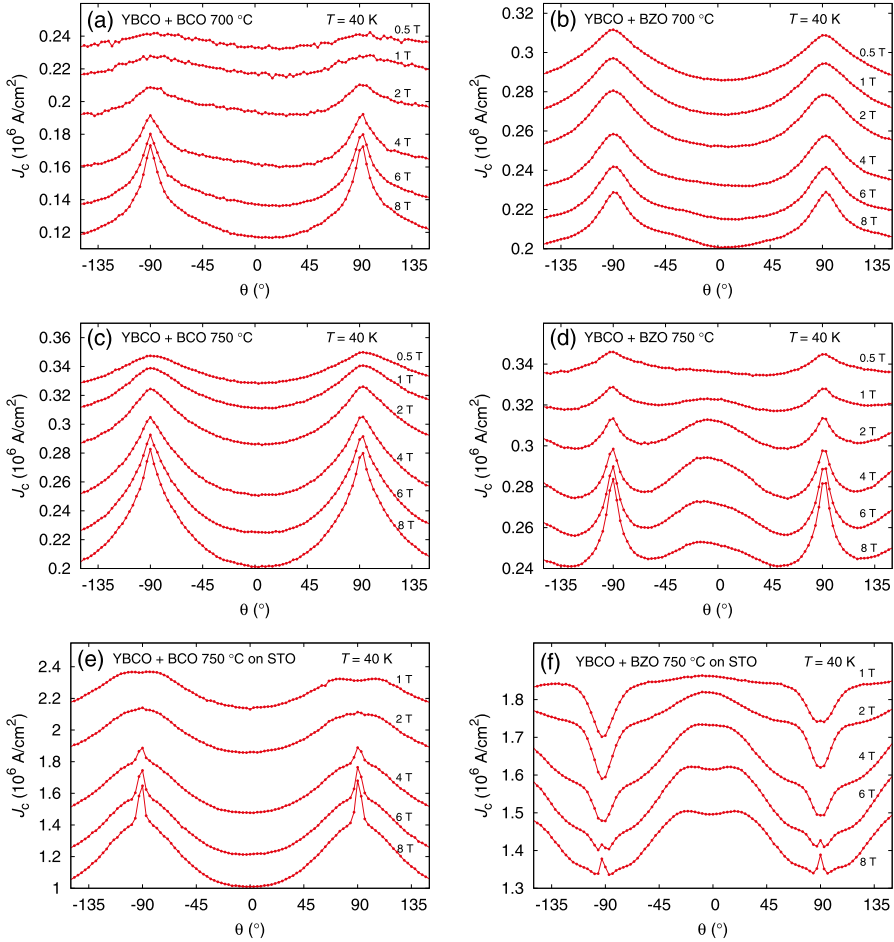 (a) YBCO + BCO 700 °C T = 40 K
0.24
0.22
0.2
0.18
0.16
0.14
0.12
Jc (10^6 A/cm^2)
0.5 T
1 T
2 T
4 T
6 T
8 T
-135 -90 -45 0 45 90 135
θ (°)
(b) YBCO + BZO 700 °C T = 40 K
0.32
0.3
0.28
0.26
0.24
0.22
0.2
Jc (10^6 A/cm^2)
0.5 T
1 T
2 T
4 T
6 T
8 T
-135 -90 -45 0 45 90 135
θ (°)
(c) YBCO + BCO 750 °C T = 40 K
0.36
0.34
0.32
0.3
0.28
0.26
0.24
0.22
0.2
Jc (10^6 A/cm^2)
0.5 T
1 T
2 T
4 T
6 T
8 T
-135 -90 -45 0 45 90 135
θ (°)
(d) YBCO + BZO 750 °C T = 40 K
0.34
0.32
0.3
0.28
0.26
0.24
Jc (10^6 A/cm^2)
0.5 T
1 T
2 T
4 T
6 T
8 T
-135 -90 -45 0 45 90 135
θ (°)
(e) YBCO + BCO 750 °C on STO T = 40 K
2.4
2.2
2
1.8
1.6
1.4
1.2
1
Jc (10^6 A/cm^2)
1 T
2 T
4 T
6 T
8 T
-135 -90 -45 0 45 90 135
θ (°)
(f) YBCO + BZO 750 °C on STO T = 40 K
1.8
1.7
1.6
1.5
1.4
1.3
Jc (10^6 A/cm^2)
1 T
2 T
4 T
6 T
8 T
-135 -90 -45 0 45 90 135
θ (°)